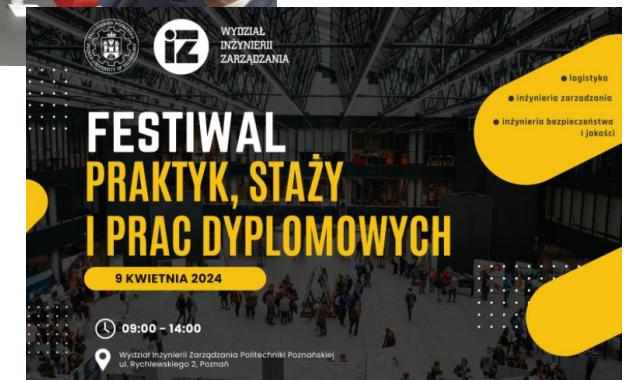 WYDZIAŁ
INŻYNIERII
ZARZĄDZANIA
• logistyka
• inżynieria zarządzania
• inżynieria bezpieczeństwa
i jakości
FESTIWAL
PRAKTYK, STAŻY
I PRAC DYPLOMOWYCH
9 KWIETNIA 2024
09:00 - 14:00
Wydział Inżynierii Zarządzania Politechniki Poznańskiej
ul. Rychlewskiego 2, Poznań